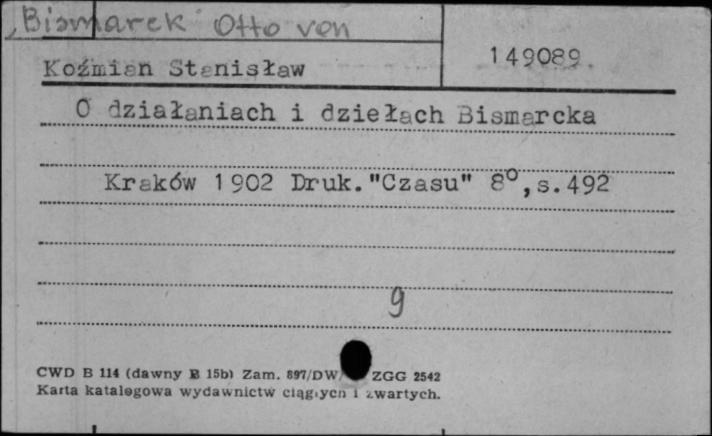 Bismarck Otto von
149089
Koźmian Stanisław
O działaniach i dziełach Bismarcka
Kraków 1902 Druk."Czasu" 8°,s.492
9
CWD B 114 (dawny B 15b) Zam. 897/DW/ ZGG 2542
Karta katalogowa wydawnictw ciągłych i zwartych.